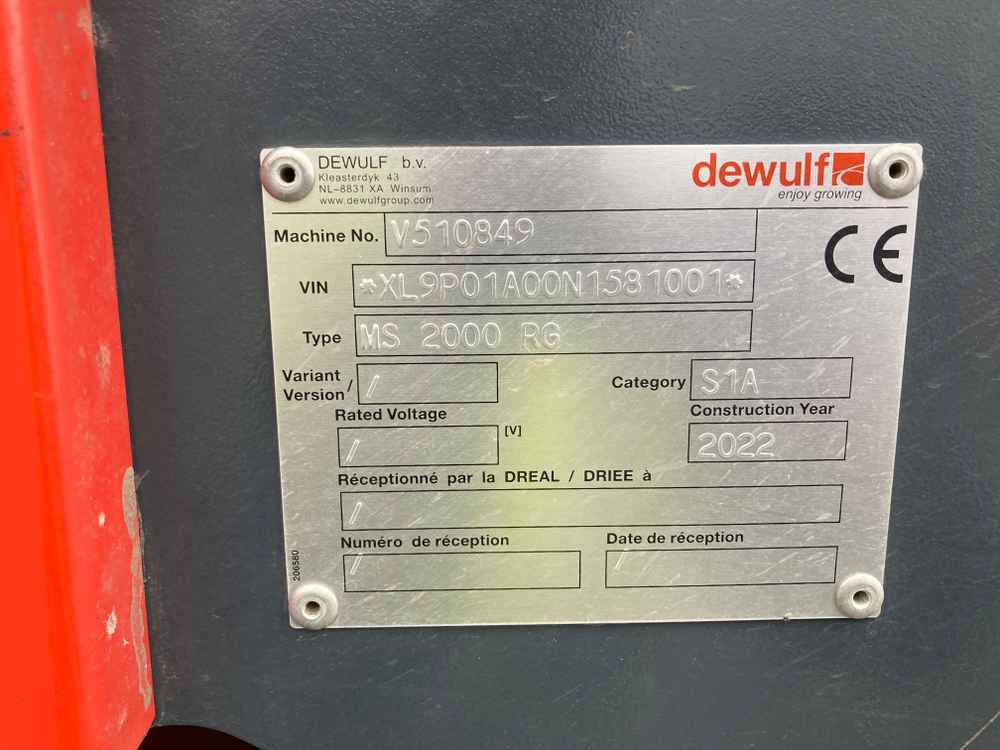 DEWULF b.v.
Kleasterdyk 43
NL-8831 XA Winsum
www.dewulfgroup.com
dewulf
enjoy growing
Machine No. V510849
CE
VIN *XL9P01A00N1581001*
Type MS 2000 RG
Variant
Version / /
Category S1A
Rated Voltage
/ [V]
Construction Year
2022
Réceptionné par la DREAL / DRIEE à
/
Numéro de réception
/
Date de réception
/
206580